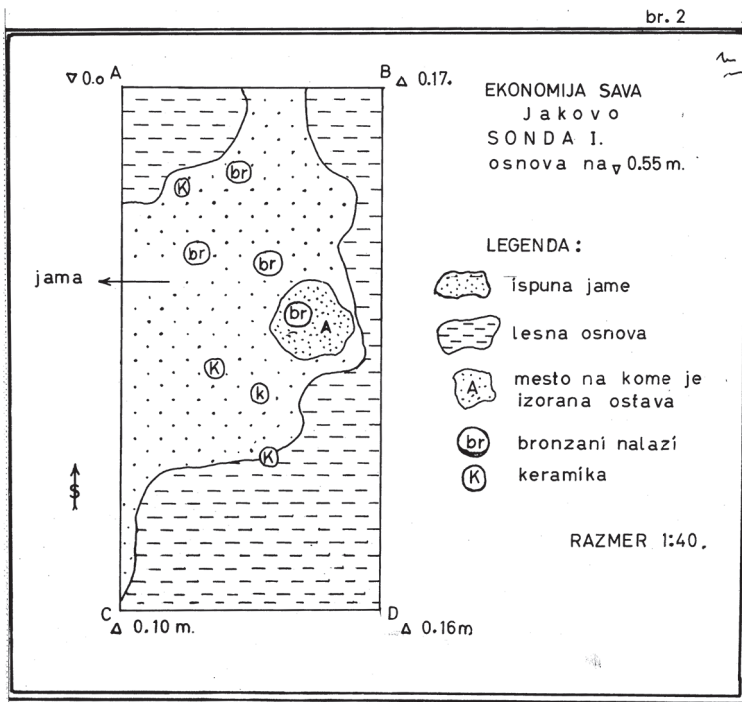 br. 2
▽ 0.0 A
B △ 0.17.
EKONOMIJA SAVA
Jakovo
SONDA I.
osnova na ▽ 0.55 m.
K
br
br
br
jama
br
A
K
k
K
S
C
△ 0.10 m.
D
△ 0.16m
LEGENDA :
ispuna jame
lesna osnova
A mesto na kome je
izorana ostava
br bronzani nalazi
K keramika
RAZMER 1:40.